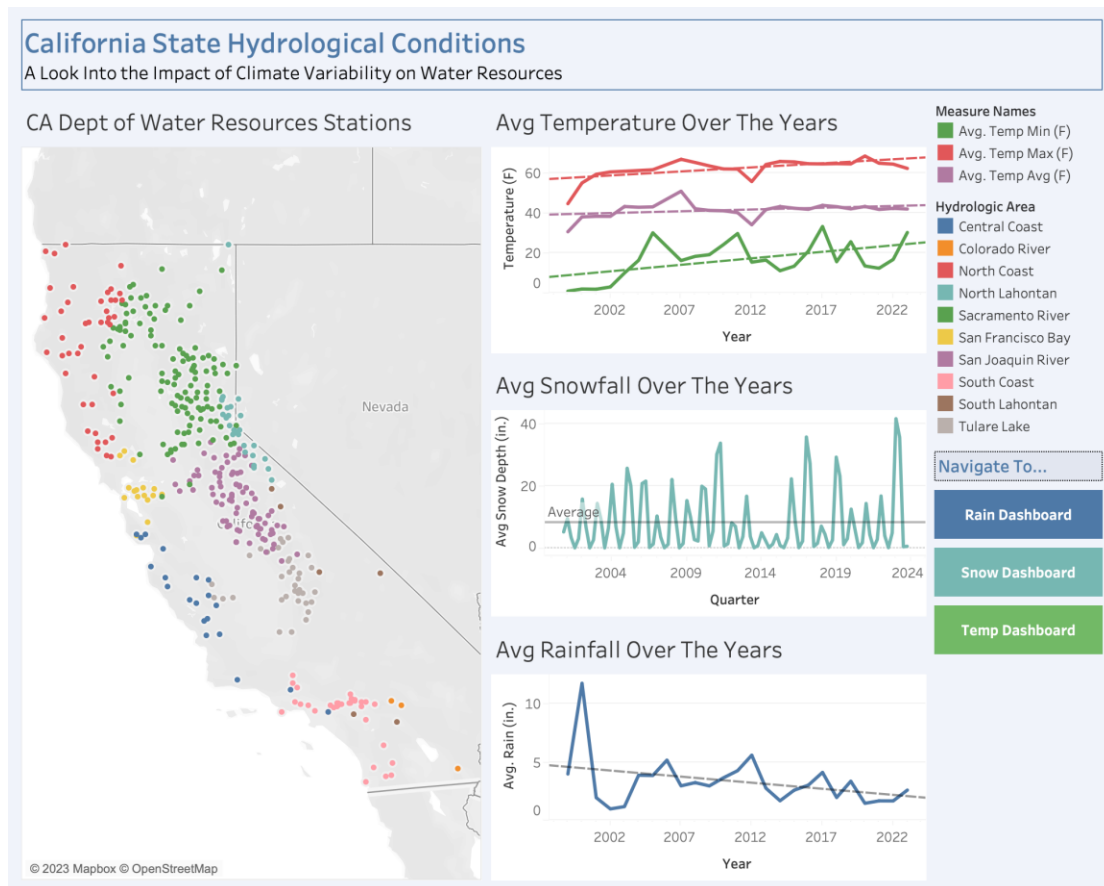 California State Hydrological Conditions
A Look Into the Impact of Climate Variability on Water Resources
CA Dept of Water Resources Stations
Nevada
© 2023 Mapbox © OpenStreetMap
Avg Temperature Over The Years
Temperature (F)
60
40
20
0
2002 2007 2012 2017 2022
Year
Avg Snowfall Over The Years
Avg Snow Depth (in.)
40
20
0
Average
2004 2009 2014 2019 2024
Quarter
Avg Rainfall Over The Years
Avg. Rain (in.)
10
5
0
2002 2007 2012 2017 2022
Year
Measure Names
Avg. Temp Min (F)
Avg. Temp Max (F)
Avg. Temp Avg (F)
Hydrologic Area
Central Coast
Colorado River
North Coast
North Lahontan
Sacramento River
San Francisco Bay
San Joaquin River
South Coast
South Lahontan
Tulare Lake
Navigate To...
Rain Dashboard
Snow Dashboard
Temp Dashboard